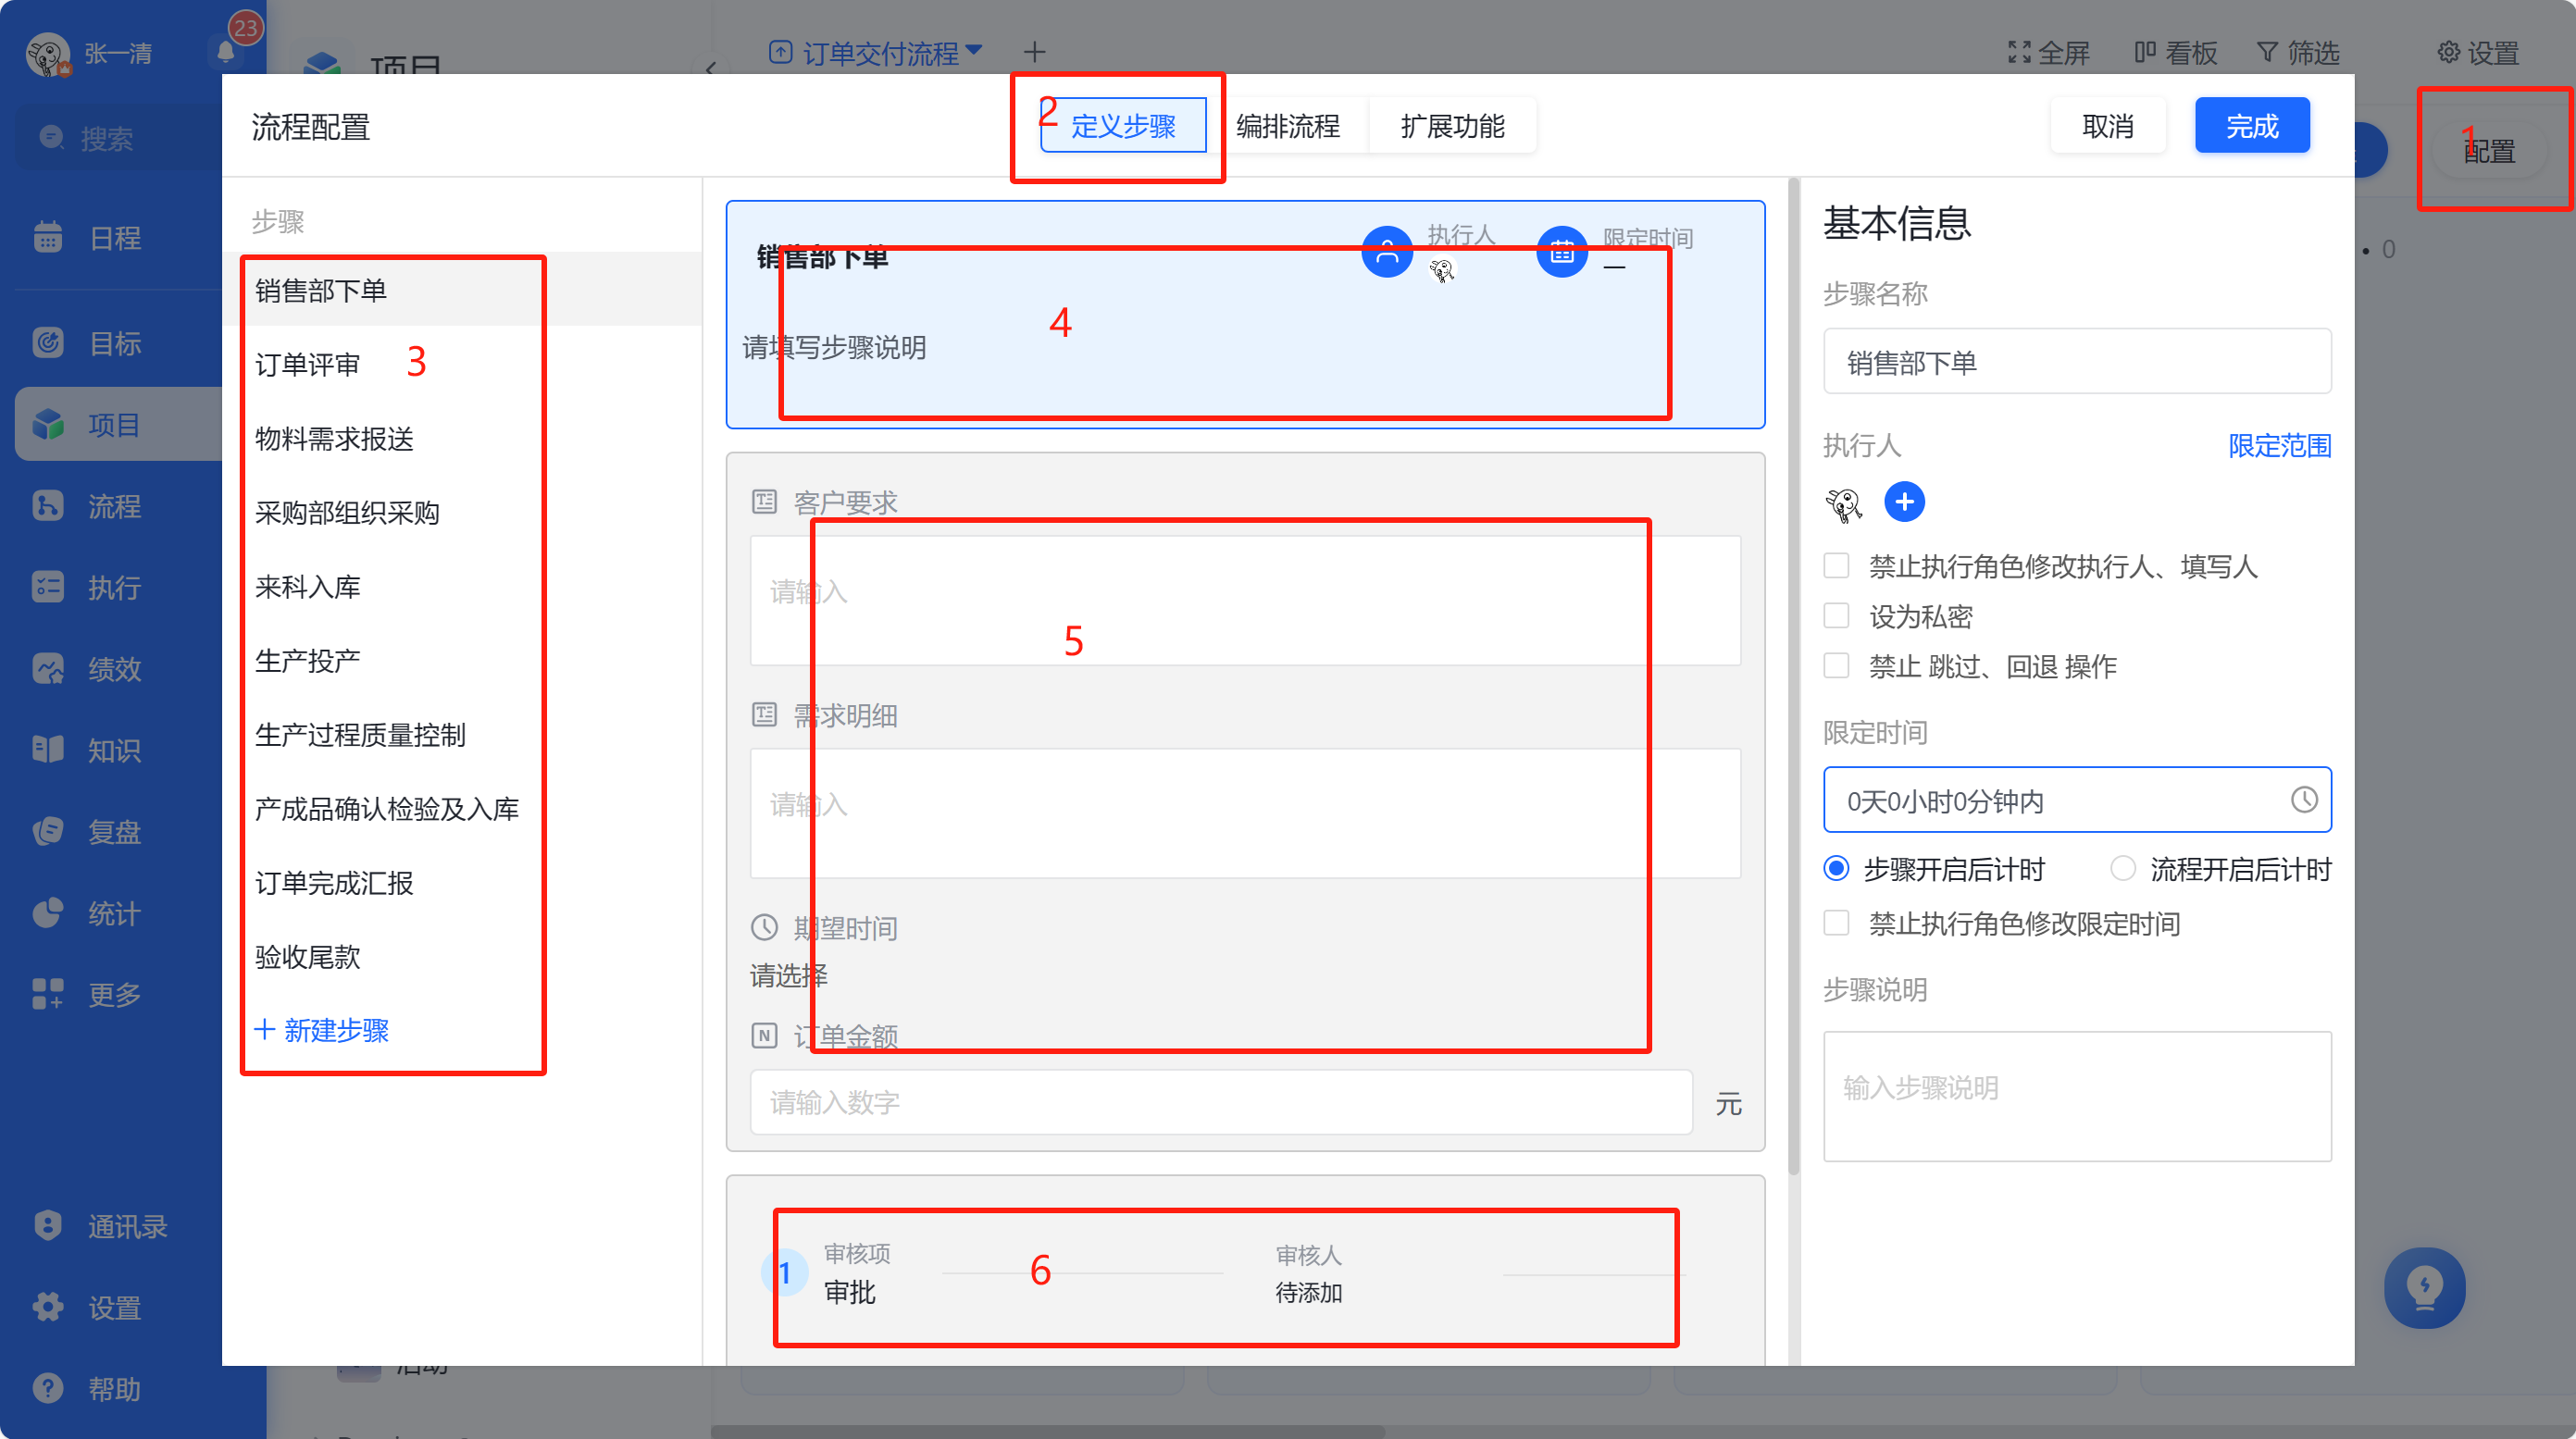 张一清
23
搜索
日程
目标
项目
流程
执行
绩效
知识
复盘
统计
更多
通讯录
设置
帮助
项目
订单交付流程
全屏
看板
筛选
设置
1
配置
0
流程配置
2
定义步骤
编排流程
扩展功能
取消
完成
步骤
销售部下单
订单评审
3
物料需求报送
采购部组织采购
来科入库
生产投产
生产过程质量控制
产成品确认检验及入库
订单完成汇报
验收尾款
+ 新建步骤
销售部下单
执行人
限定时间
—
4
请填写步骤说明
客户要求
请输入
5
需求明细
请输入
期望时间
请选择
N 订单金额
请输入数字
元
1
审核项
审批
6
审核人
待添加
基本信息
步骤名称
销售部下单
执行人
限定范围
禁止执行角色修改执行人、填写人
设为私密
禁止 跳过、回退 操作
限定时间
0天0小时0分钟内
步骤开启后计时
流程开启后计时
禁止执行角色修改限定时间
步骤说明
输入步骤说明